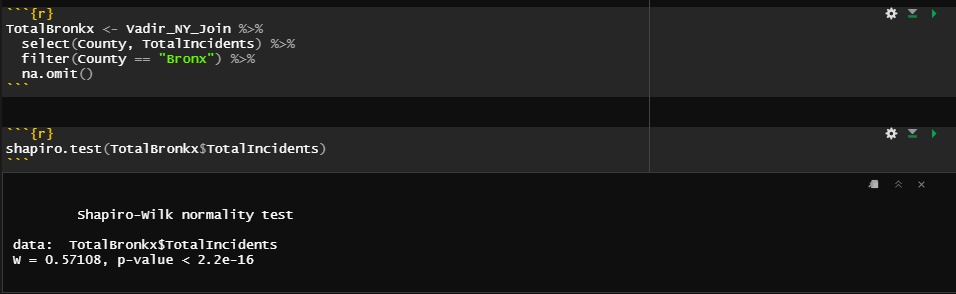 ```{r}
TotalBronkx <- Vadir_NY_Join %>%
  select(County, TotalIncidents) %>%
  filter(County == "Bronx") %>%
  na.omit()
```
```{r}
shapiro.test(TotalBronkx$TotalIncidents)
```
Shapiro-Wilk normality test
data:  TotalBronkx$TotalIncidents
W = 0.57108, p-value < 2.2e-16